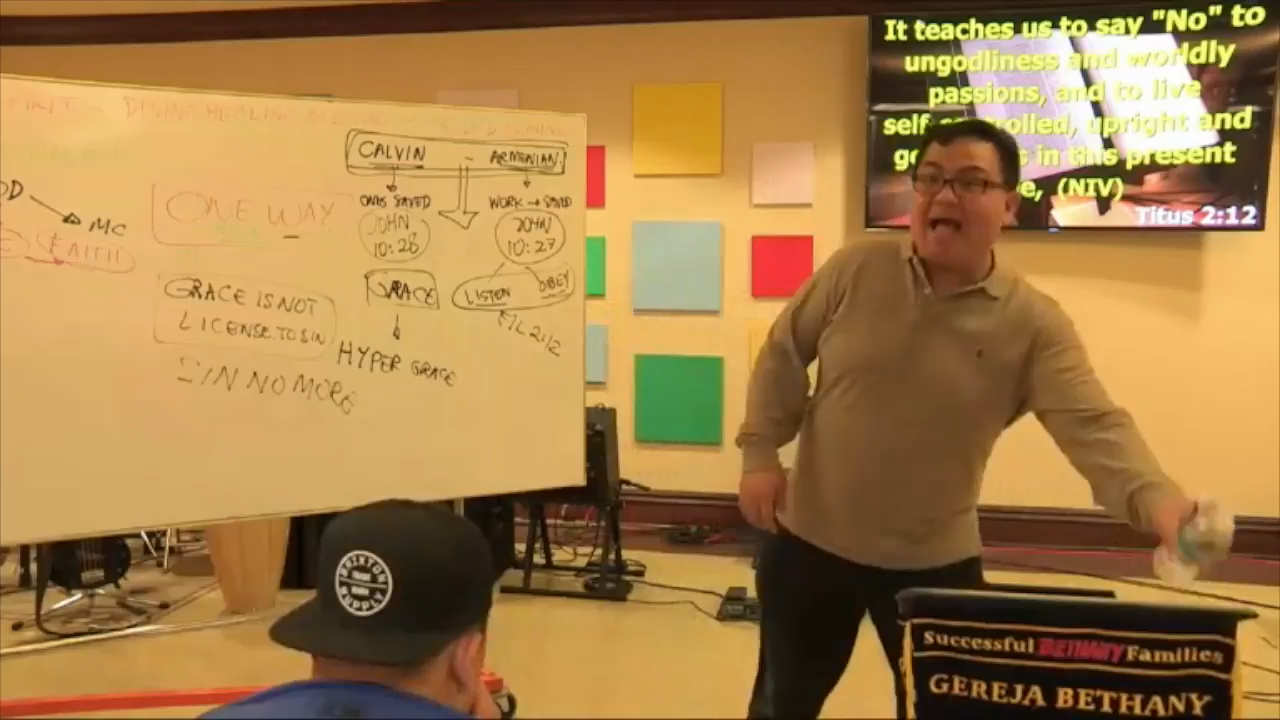 DIVINE HEALING
ONE WAY
MC
FAITH
GRACE IS NOT
LICENSE TO SIN
SIN NO MORE
CALVIN - ARMENIAN
SAVED
JOHN
10:28
GRACE
HYPER GRACE
WORK → SAVED
JOHN
10:27
LISTEN OBEY
FIL 2:12
It teaches us to say "No" to
ungodliness and worldly
passions, and to live
upright and
in this present
(NIV)
Titus 2:12
BRIXTON
SUPPLY
Successful BETHANY Families
GEREJA BETHANY